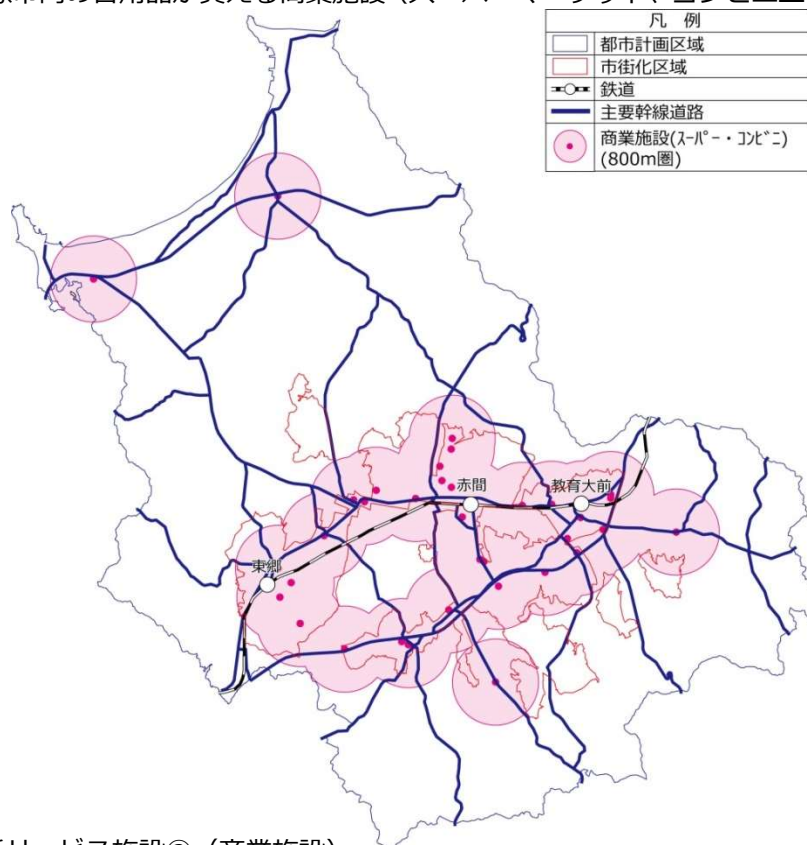 凡 例
都市計画区域
市街化区域
鉄道
主要幹線道路
商業施設(スーパー・コンビニ)
(800m圏)
赤間
教育大前
東郷